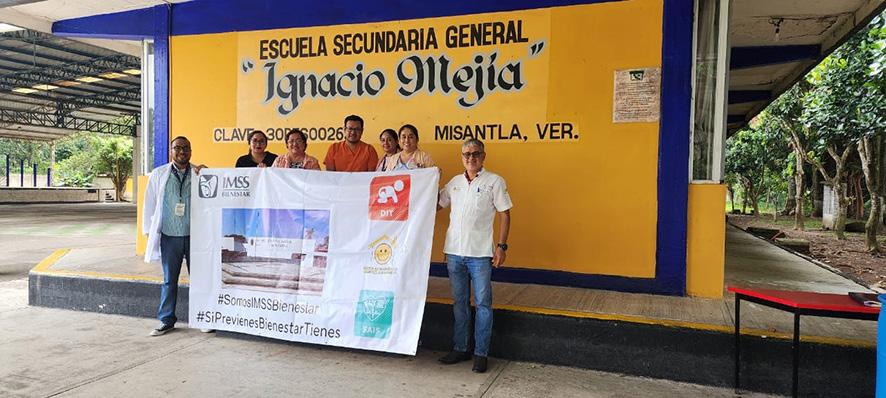 ESCUELA SECUNDARIA GENERAL
"Ignacio Mejía"
MISANTLA, VER.
IMSS
BIENESTAR
DIT
SAIS
#SomosIMSSBienestar
#SiPrevienesBienestarTienes